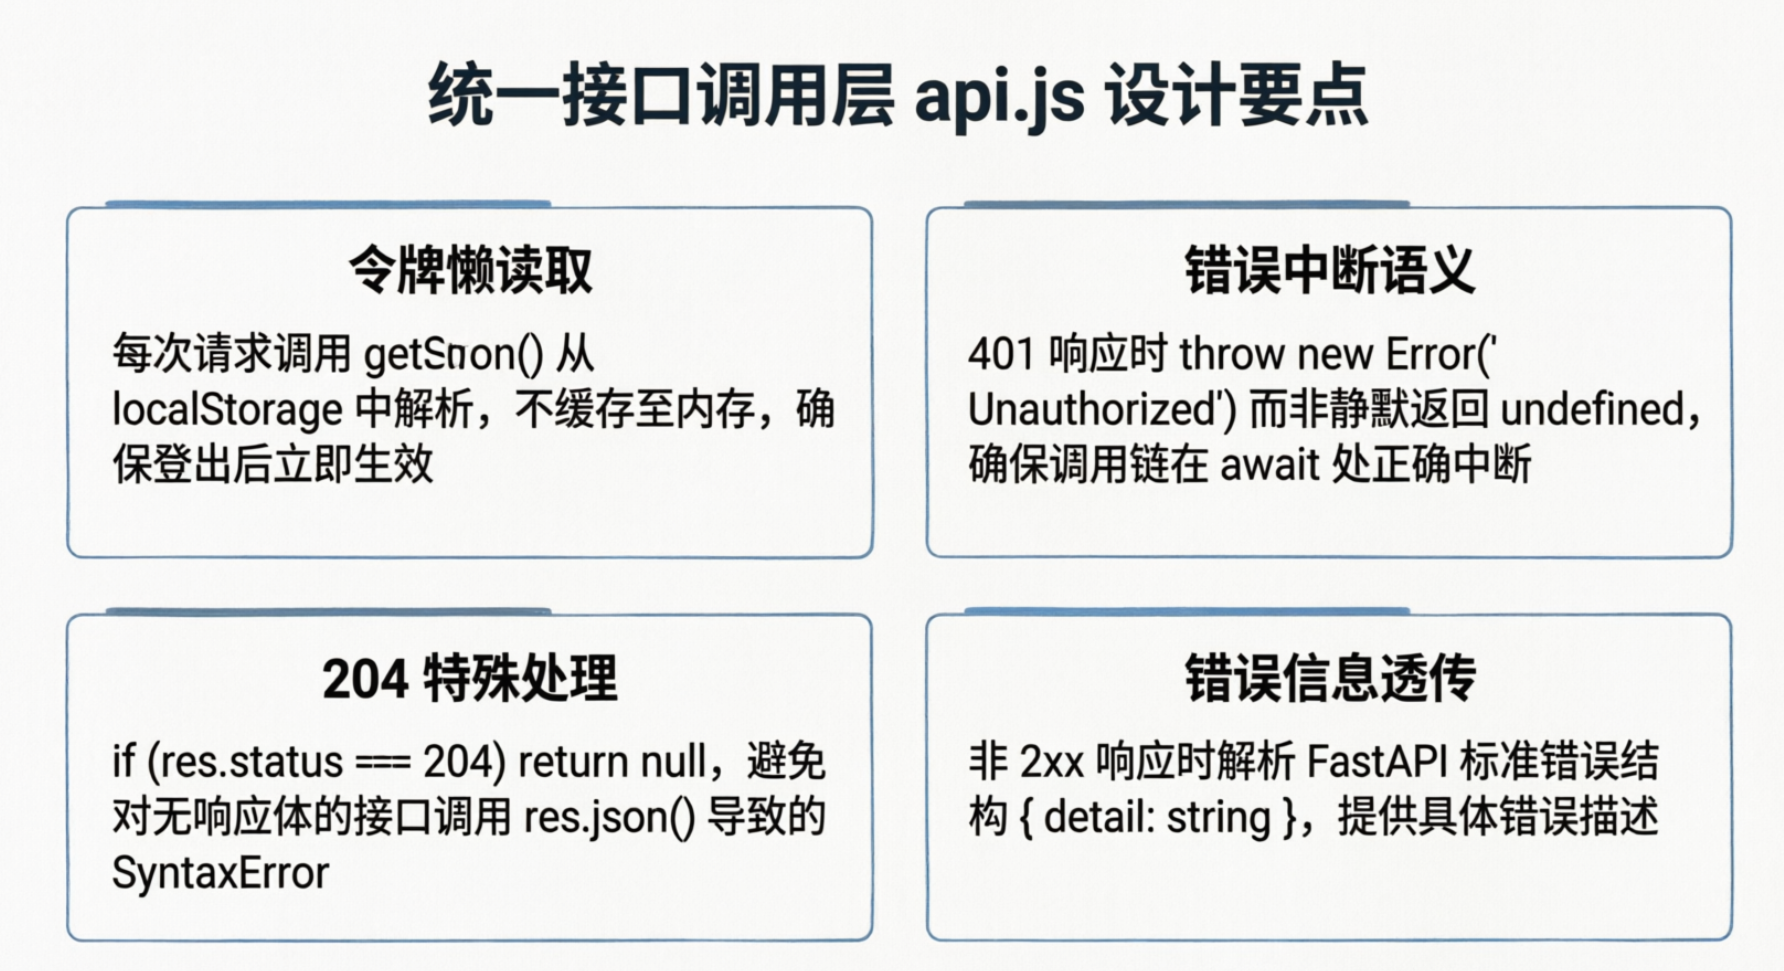 统一接口调用层 api.js 设计要点
令牌懒读取
每次请求调用 从
localStorage 中解析，不缓存至内存，确
保登出后立即生效
错误中断语义
401 响应时 throw new Error('
Unauthorized') 而非静默返回 undefined，
确保调用链在 await 处正确中断
204 特殊处理
if (res.status === 204) return null，避免
对无响应体的接口调用 res.json() 导致的
SyntaxError
错误信息透传
非 2xx 响应时解析 FastAPI 标准错误结
构 { detail: string }，提供具体错误描述